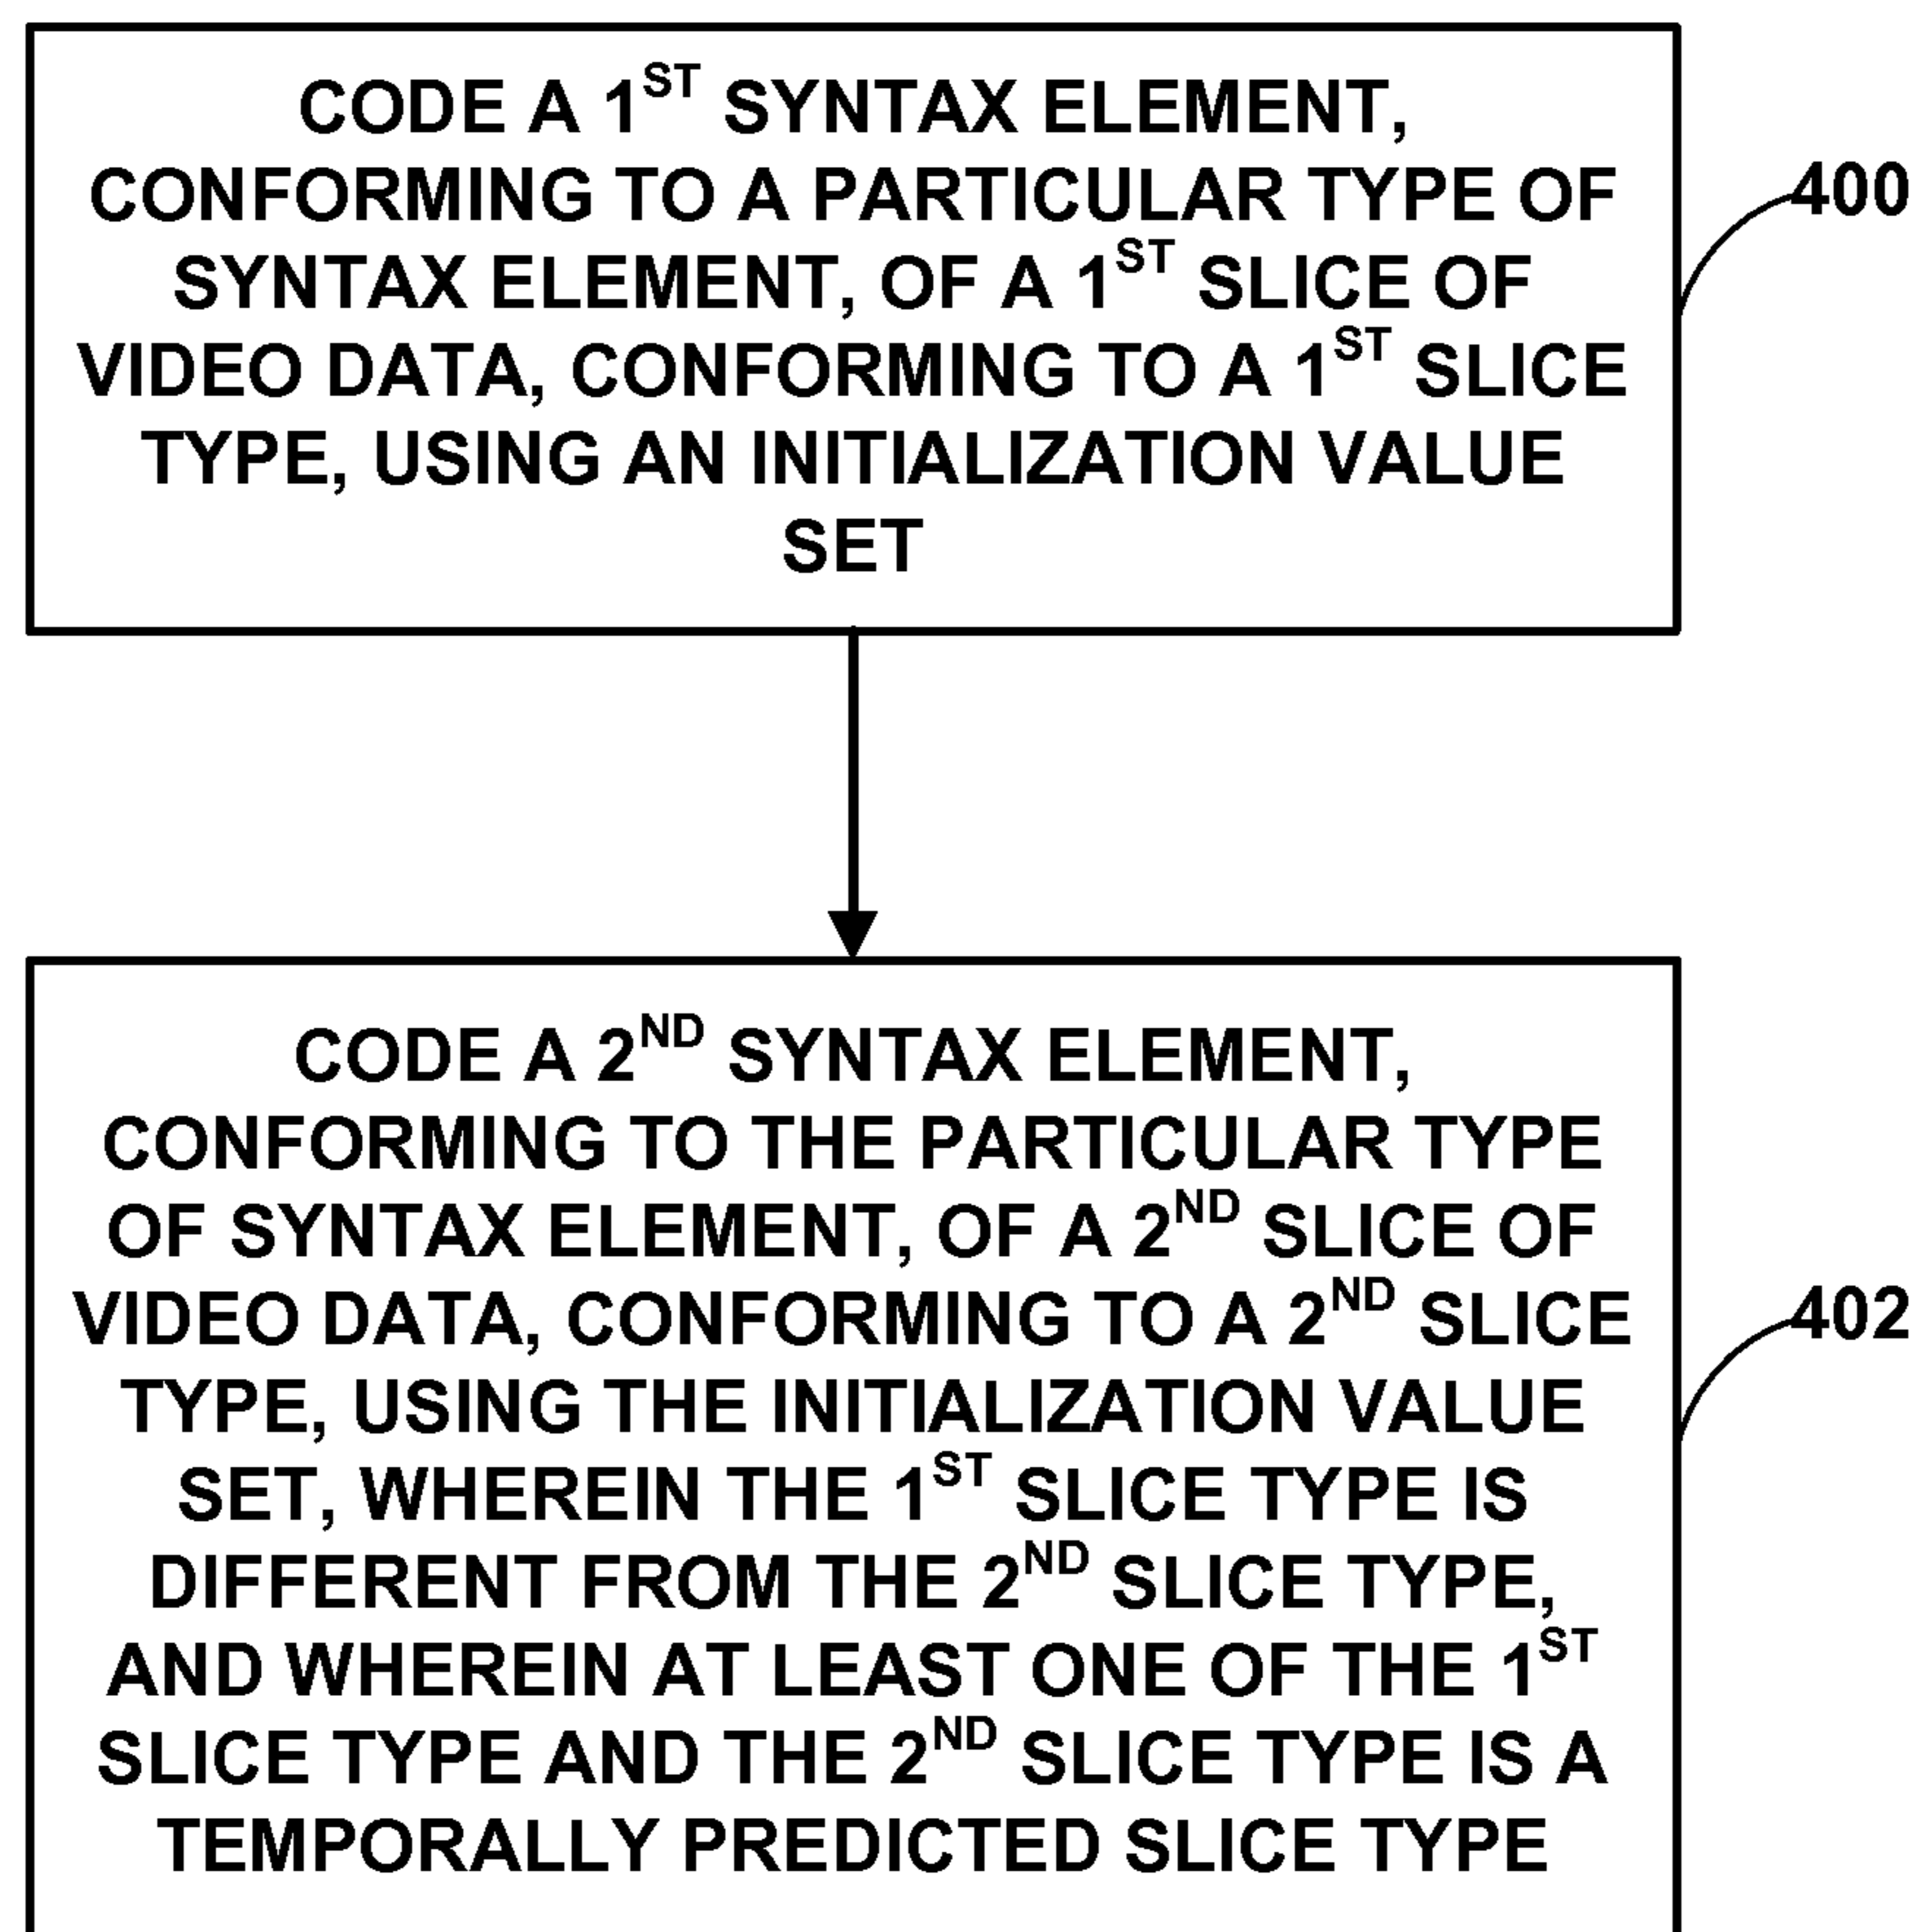 CODE A 1ST SYNTAX ELEMENT,
CONFORMING TO A PARTICULAR TYPE OF
SYNTAX ELEMENT, OF A 1ST SLICE OF
VIDEO DATA, CONFORMING TO A 1ST SLICE
TYPE, USING AN INITIALIZATION VALUE
SET
400
CODE A 2ND SYNTAX ELEMENT,
CONFORMING TO THE PARTICULAR TYPE
OF SYNTAX ELEMENT, OF A 2ND SLICE OF
VIDEO DATA, CONFORMING TO A 2ND SLICE
TYPE, USING THE INITIALIZATION VALUE
SET, WHEREIN THE 1ST SLICE TYPE IS
DIFFERENT FROM THE 2ND SLICE TYPE,
AND WHEREIN AT LEAST ONE OF THE 1ST
SLICE TYPE AND THE 2ND SLICE TYPE IS A
TEMPORALLY PREDICTED SLICE TYPE
402